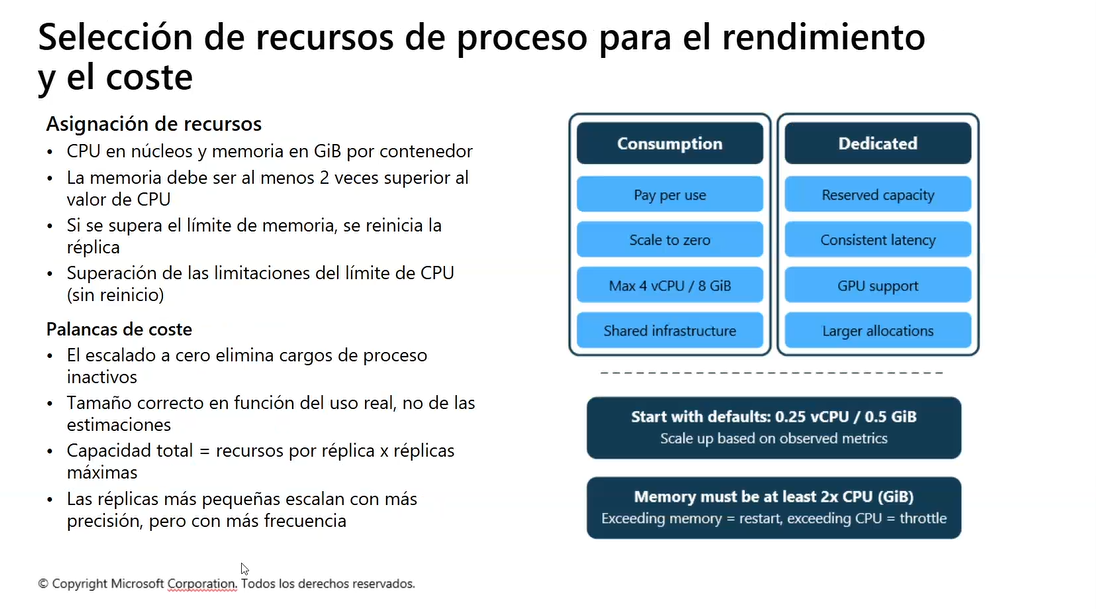 Selección de recursos de proceso para el rendimiento
y el coste
Asignación de recursos
• CPU en núcleos y memoria en GiB por contenedor
• La memoria debe ser al menos 2 veces superior al
valor de CPU
• Si se supera el límite de memoria, se reinicia la
réplica
• Superación de las limitaciones del límite de CPU
(sin reinicio)
Palancas de coste
• El escalado a cero elimina cargos de proceso
inactivos
• Tamaño correcto en función del uso real, no de las
estimaciones
• Capacidad total = recursos por réplica x réplicas
máximas
• Las réplicas más pequeñas escalan con más
precisión, pero con más frecuencia
Consumption
Pay per use
Scale to zero
Max 4 vCPU / 8 GiB
Shared infrastructure
Dedicated
Reserved capacity
Consistent latency
GPU support
Larger allocations
Start with defaults: 0.25 vCPU / 0.5 GiB
Scale up based on observed metrics
Memory must be at least 2x CPU (GiB)
Exceeding memory = restart, exceeding CPU = throttle
© Copyright Microsoft Corporation. Todos los derechos reservados.